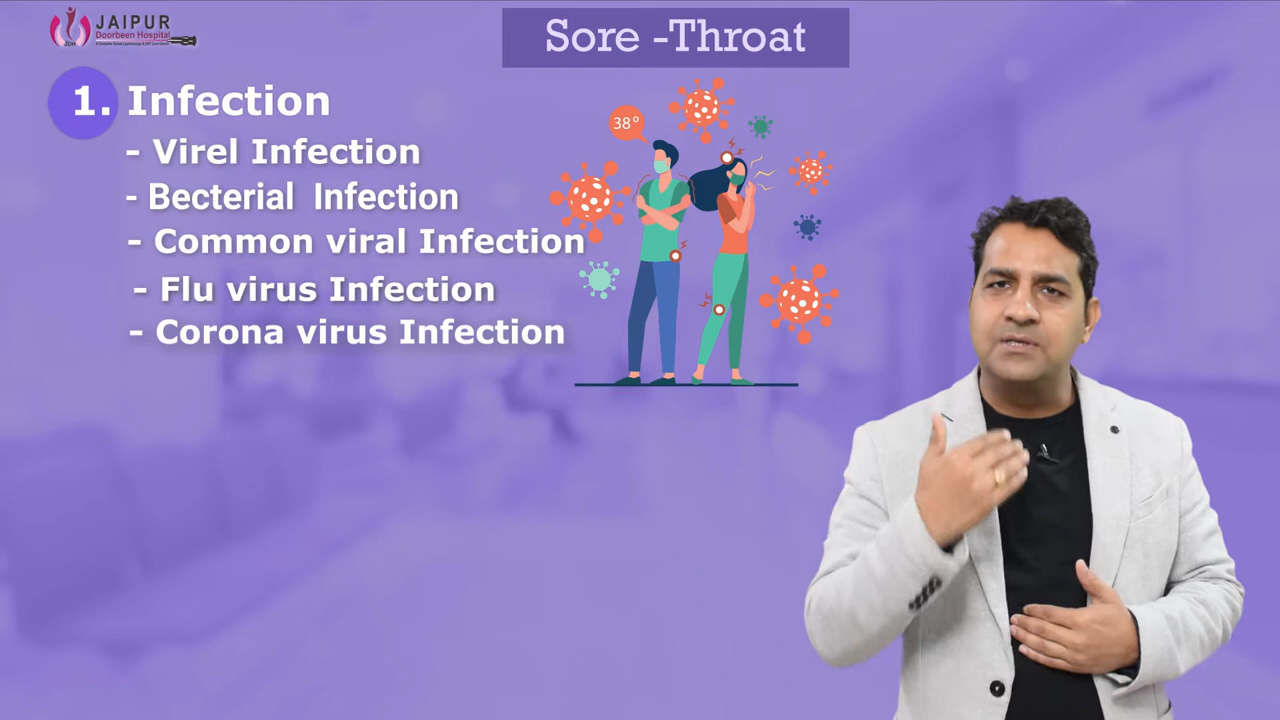 JAIPUR
Doorbeen Hospital
Sore -Throat
1. Infection
- Virel Infection
- Becterial Infection
- Common viral Infection
- Flu virus Infection
- Corona virus Infection
38°